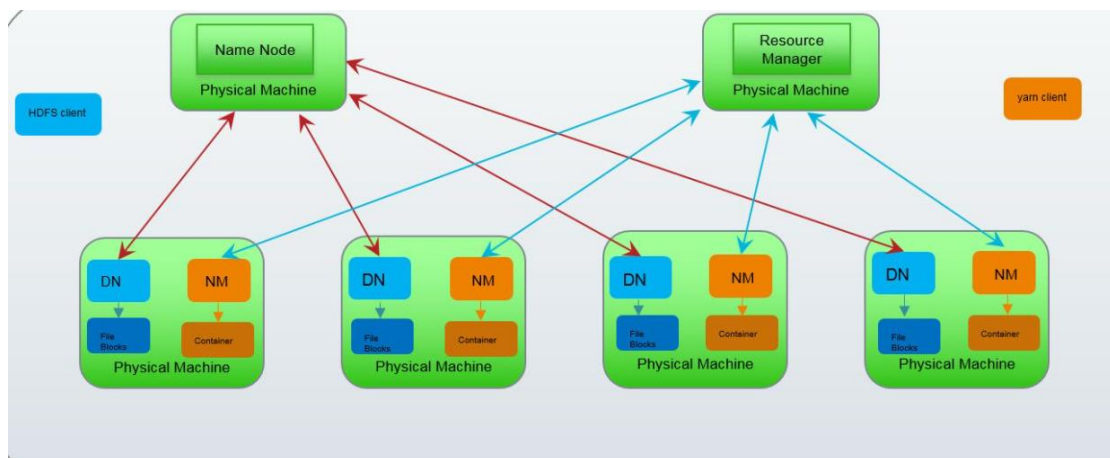 Name Node
Physical Machine
Resource
Manager
Physical Machine
HDFS client
yarn client
DN
NM
File
Blocks
Container
Physical Machine
DN
NM
File
Blocks
Container
Physical Machine
DN
NM
File
Blocks
Container
Physical Machine
DN
NM
File
Blocks
Container
Physical Machine